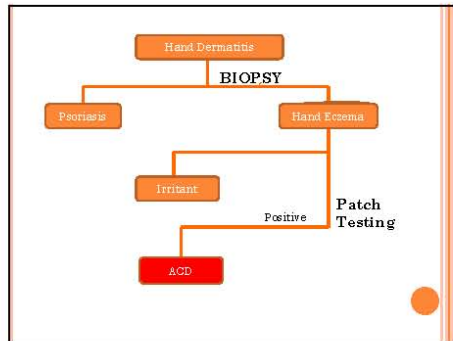 Hand Dermatitis
BIOPSY
Psoriasis
Hand Eczema
Irritant
Patch
Testing
Positive
ACD